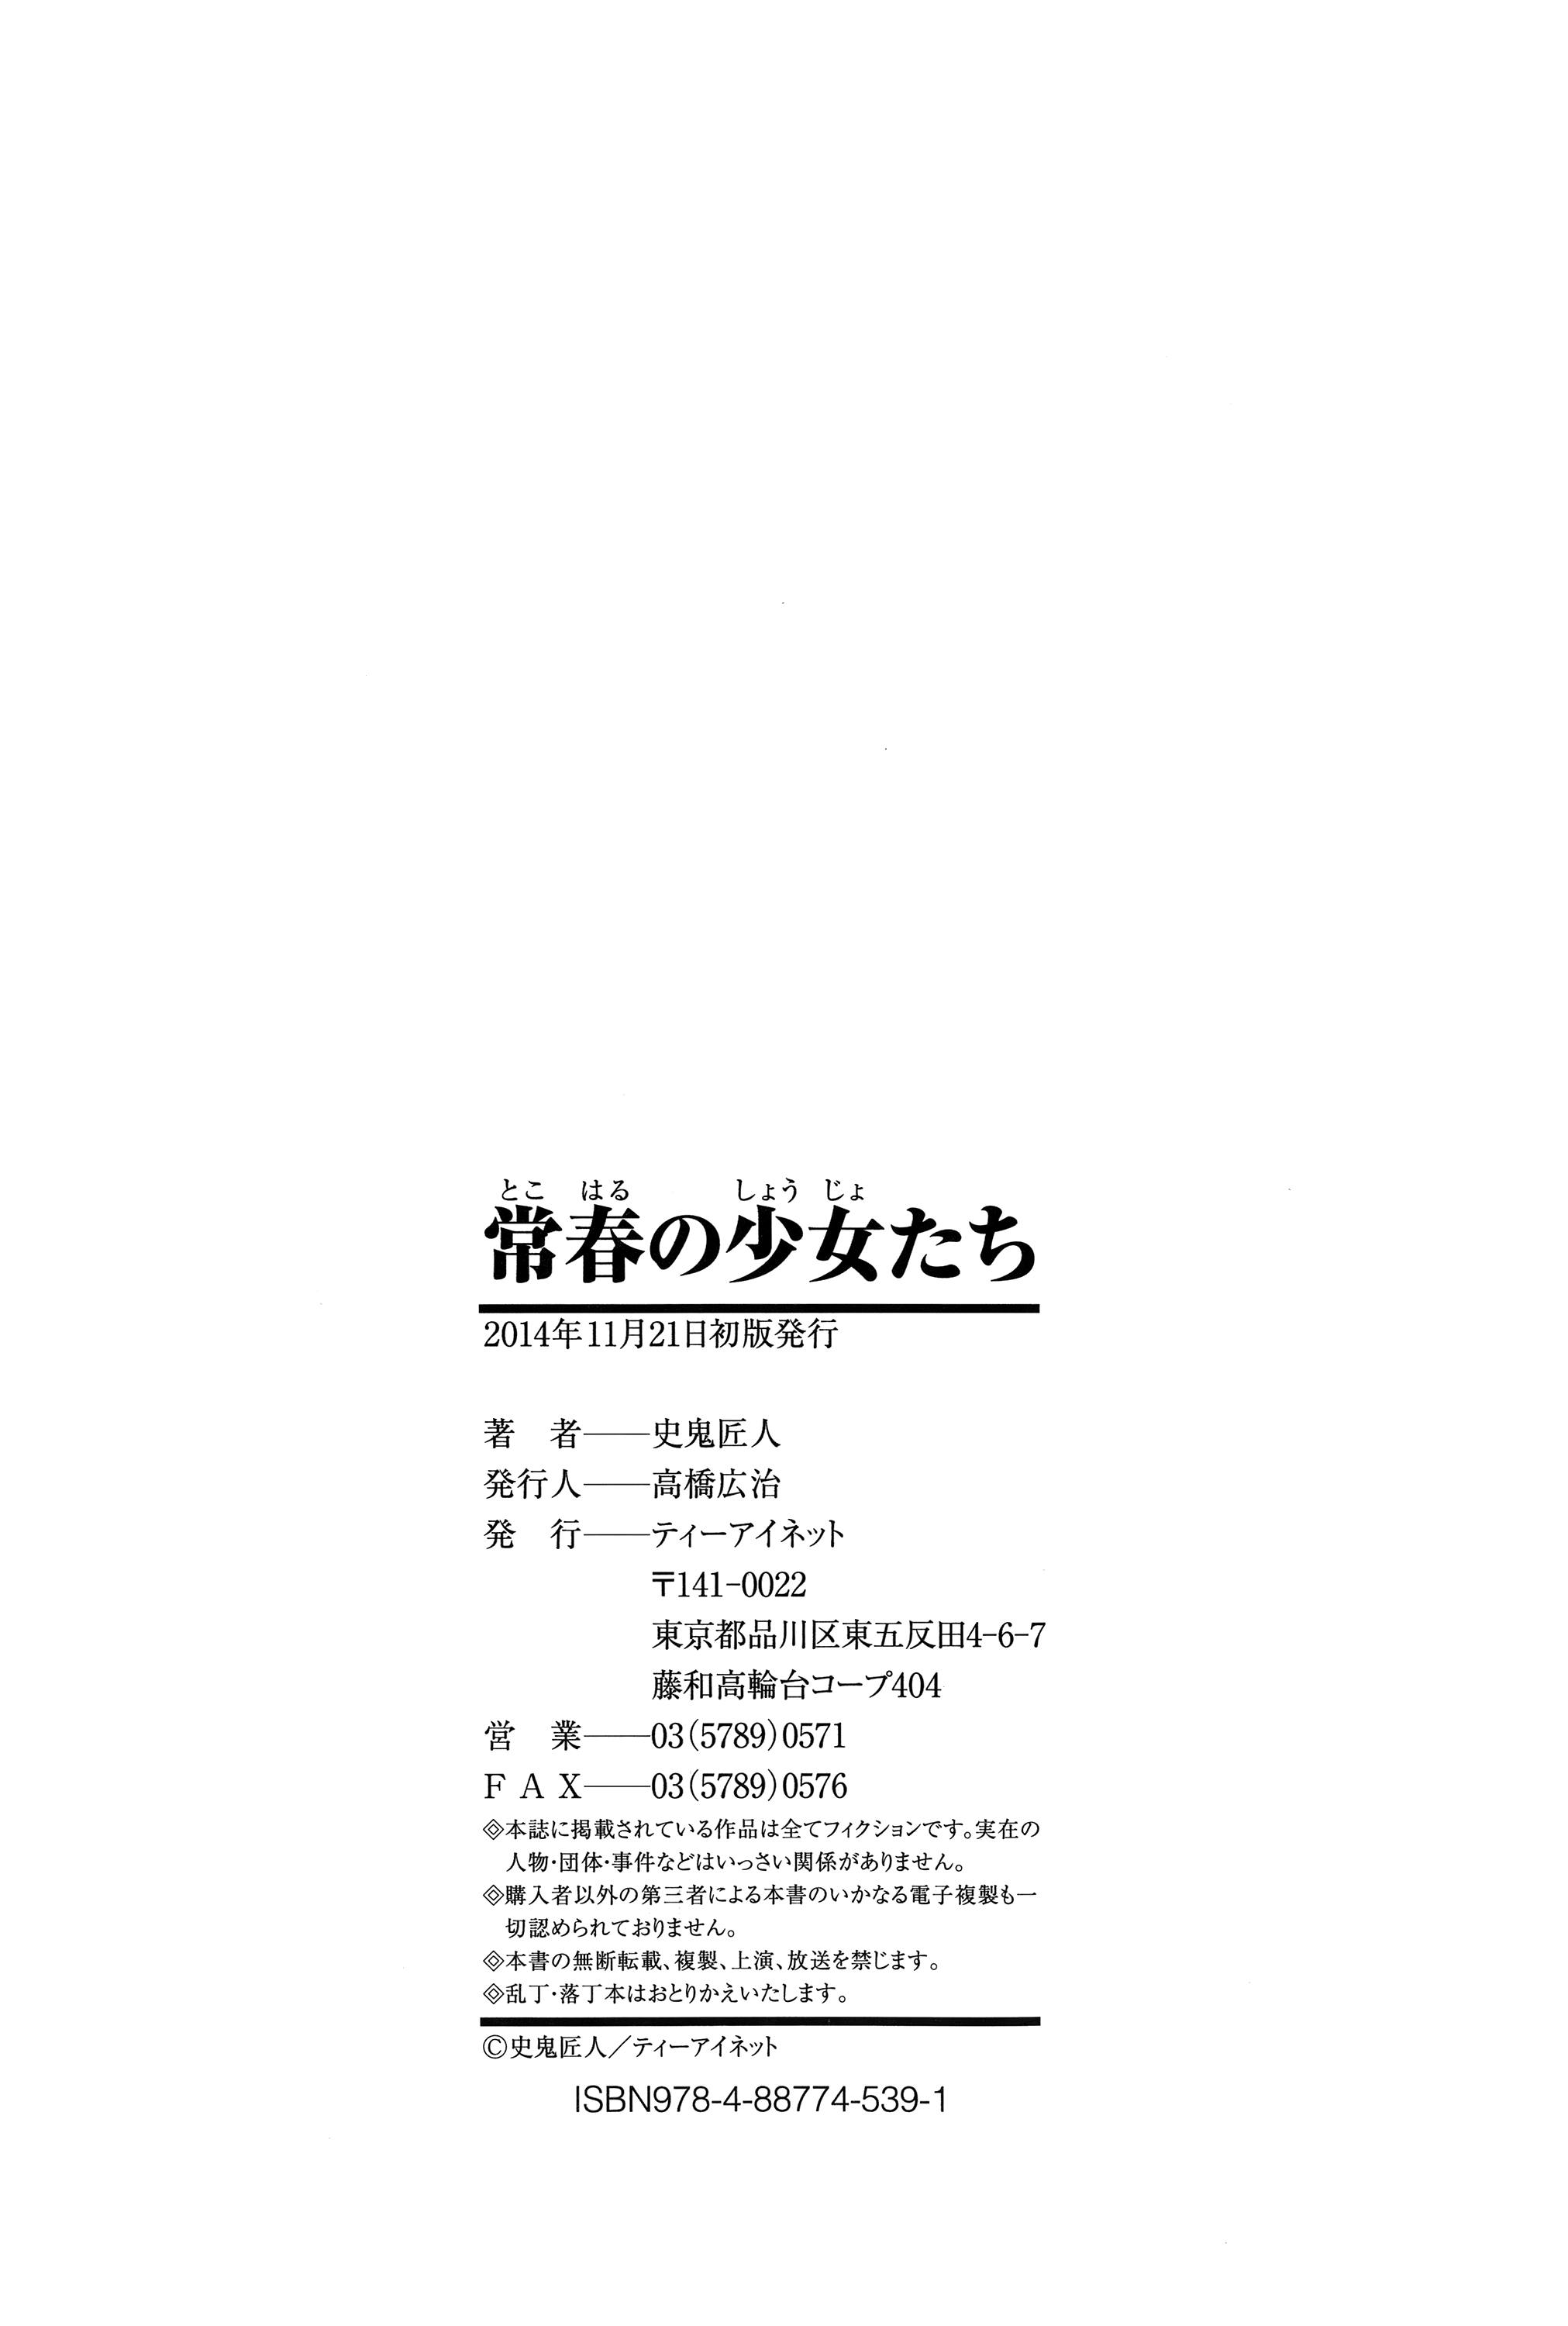 とこ はる しょう じょ
常春の少女たち
2014年11月21日初版発行
著 者――史鬼匠人
発行人――高橋広治
発 行――ティーアイネット
〒141-0022
東京都品川区東五反田4-6-7
藤和高輪台コープ404
営 業――03(5789)0571
FAX――03(5789)0576
◇本誌に掲載されている作品は全てフィクションです。実在の
人物・団体・事件などはいっさい関係がありません。
◇購入者以外の第三者による本書のいかなる電子複製も一
切認められておりません。
◇本書の無断転載、複製、上演、放送を禁じます。
◇乱丁・落丁本はおとりかえいたします。
©史鬼匠人／ティーアイネット
ISBN978-4-88774-539-1